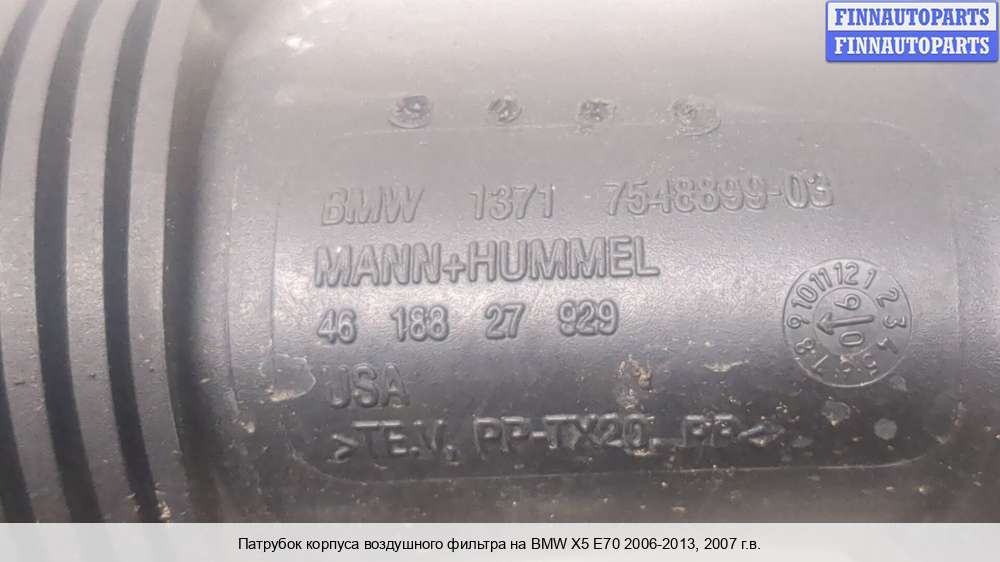 FINNAUTOPARTS
FINNAUTOPARTS
BMW 1371 7548899-03
MANN+HUMMEL
46 188 27 929
USA
>TE.V, PP-TX20, PP<
Патрубок корпуса воздушного фильтра на BMW X5 E70 2006-2013, 2007 г.в.